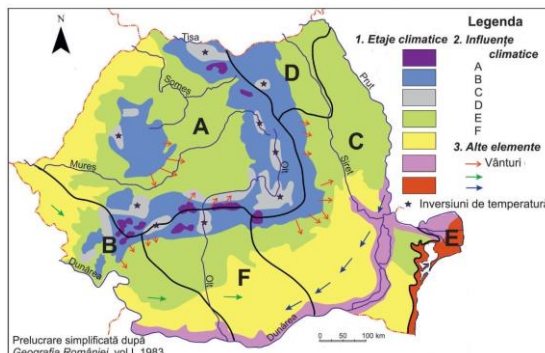 N
Tisa
Someș
Mureș
Olt
Siret
Prut
Dunărea
Olt
Dunărea
A
B
C
D
E
F
Legenda
1. Etaje climatice
2. Influențe climatice
A
B
C
D
E
F
3. Alte elemente
Vânturi
Inversiuni de temperatură
0 50 100 km
Prelucrare simplificată după
Geografia României, vol I, 1983